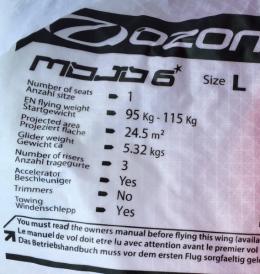 OZON
MOJO 6* Size L
Number of seats
Anzahl sitze 1
EN flying weight
Startgewicht 95 Kg - 115 Kg
Projected area
Projeziert flache 24.5 m²
Glider weight
Gewicht ca 5.32 kgs
Number of risers
Anzahl tragegurte 3
Accelerator
Beschleuniger Yes
Trimmers No
Towing
Windenschlepp Yes
You must read the owners manual before flying this wing (availa
Le manuel de vol doit etre lu avec attention avant le premier vol
Das Betriebshandbuch muss vor dem ersten Flug sorgfaeltig gele